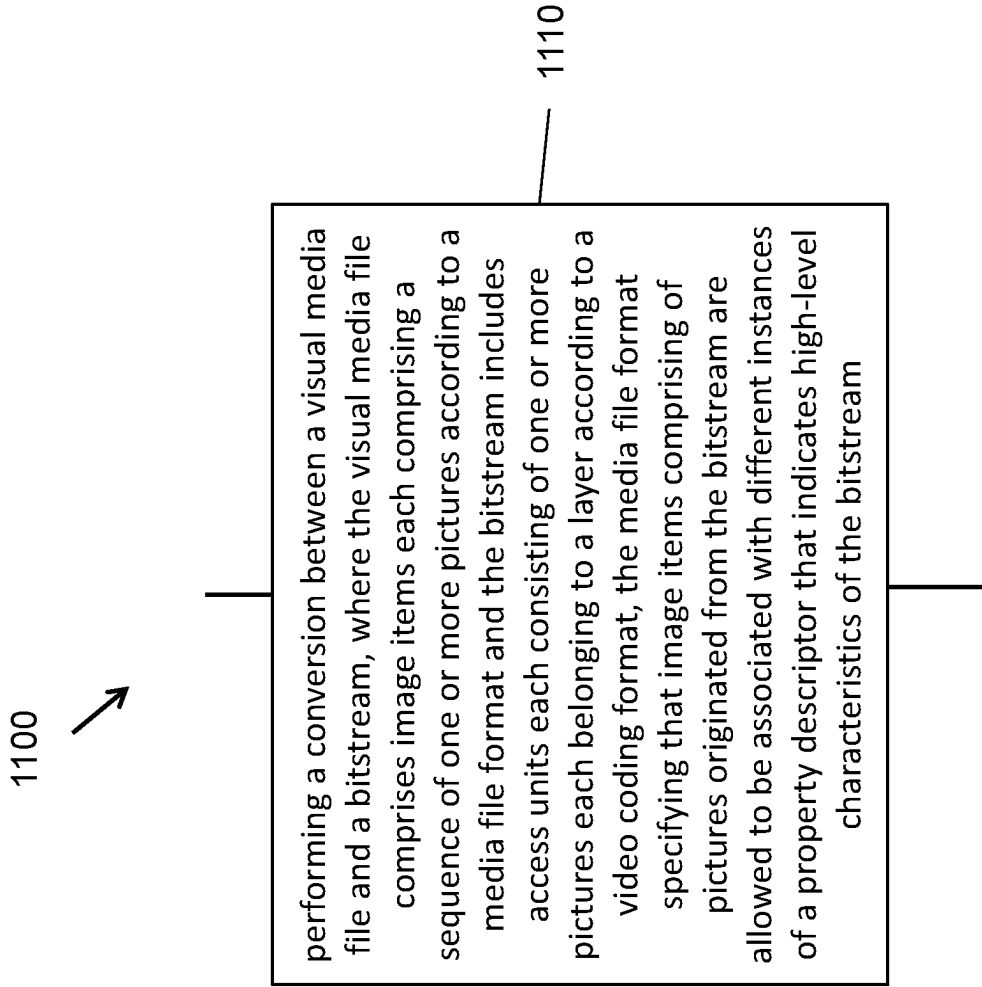 1100
performing a conversion between a visual media
file and a bitstream, where the visual media file
comprises image items each comprising a
sequence of one or more pictures according to a
media file format and the bitstream includes
access units each consisting of one or more
pictures each belonging to a layer according to a
video coding format, the media file format
specifying that image items comprising of
pictures originated from the bitstream are
allowed to be associated with different instances
of a property descriptor that indicates high-level
characteristics of the bitstream
1110